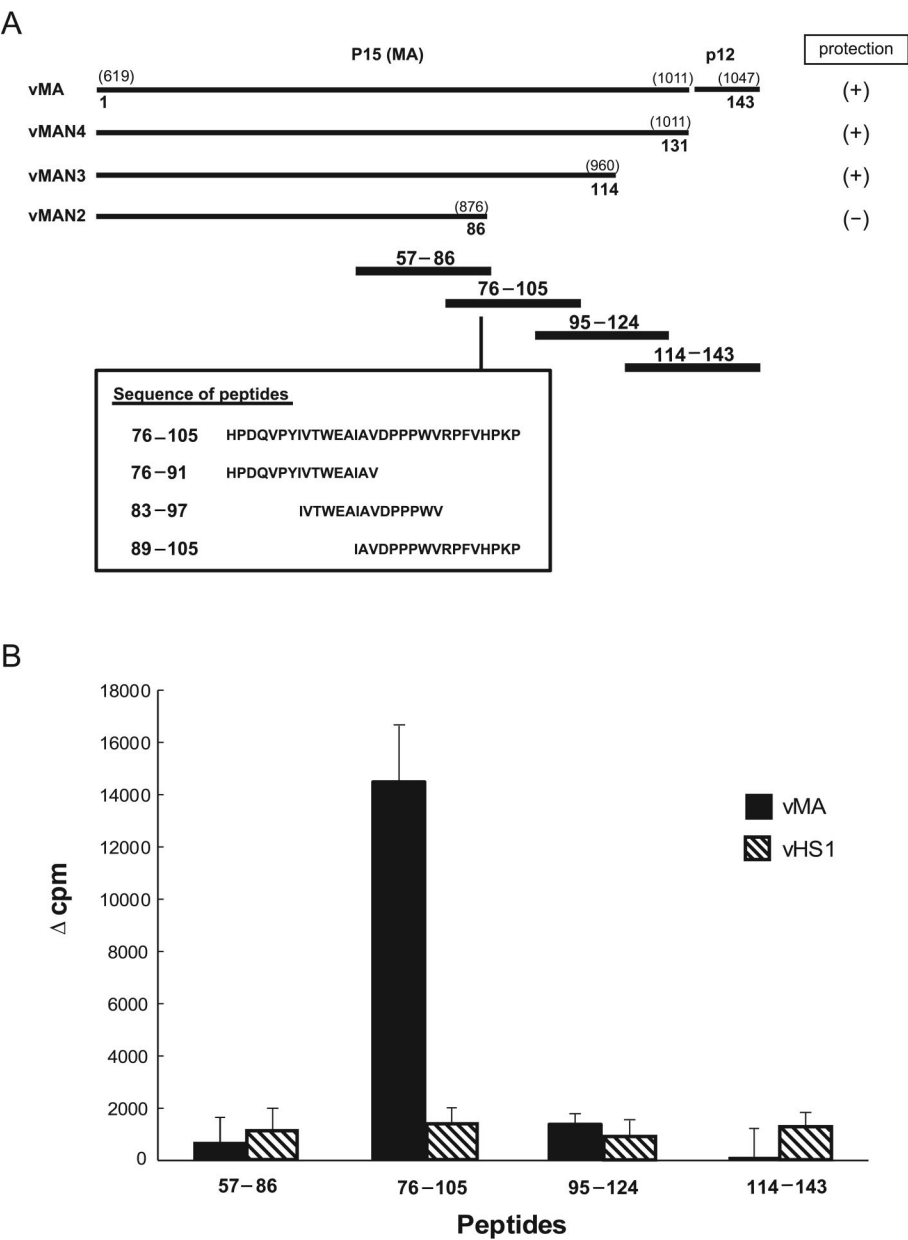 A
P15 (MA) p12 protection
vMA (619) (1011) (1047) (+)
1 143
vMAN4 (1011) (+)
131
vMAN3 (960) (+)
114
vMAN2 (876) (−)
86
57–86
76–105
95–124
114–143
Sequence of peptides
76–105 HPDQVPYIVTWEAIAVDPPPWVRPFVHPKP
76–91 HPDQVPYIVTWEAIAV
83–97 IVTWEAIAVDPPPWV
89–105 IAVDPPPWVRPFVHPKP
B
18000
16000
14000
12000
10000
8000
6000
4000
2000
0
Δ cpm
vMA
vHS1
57–86 76–105 95–124 114–143
Peptides